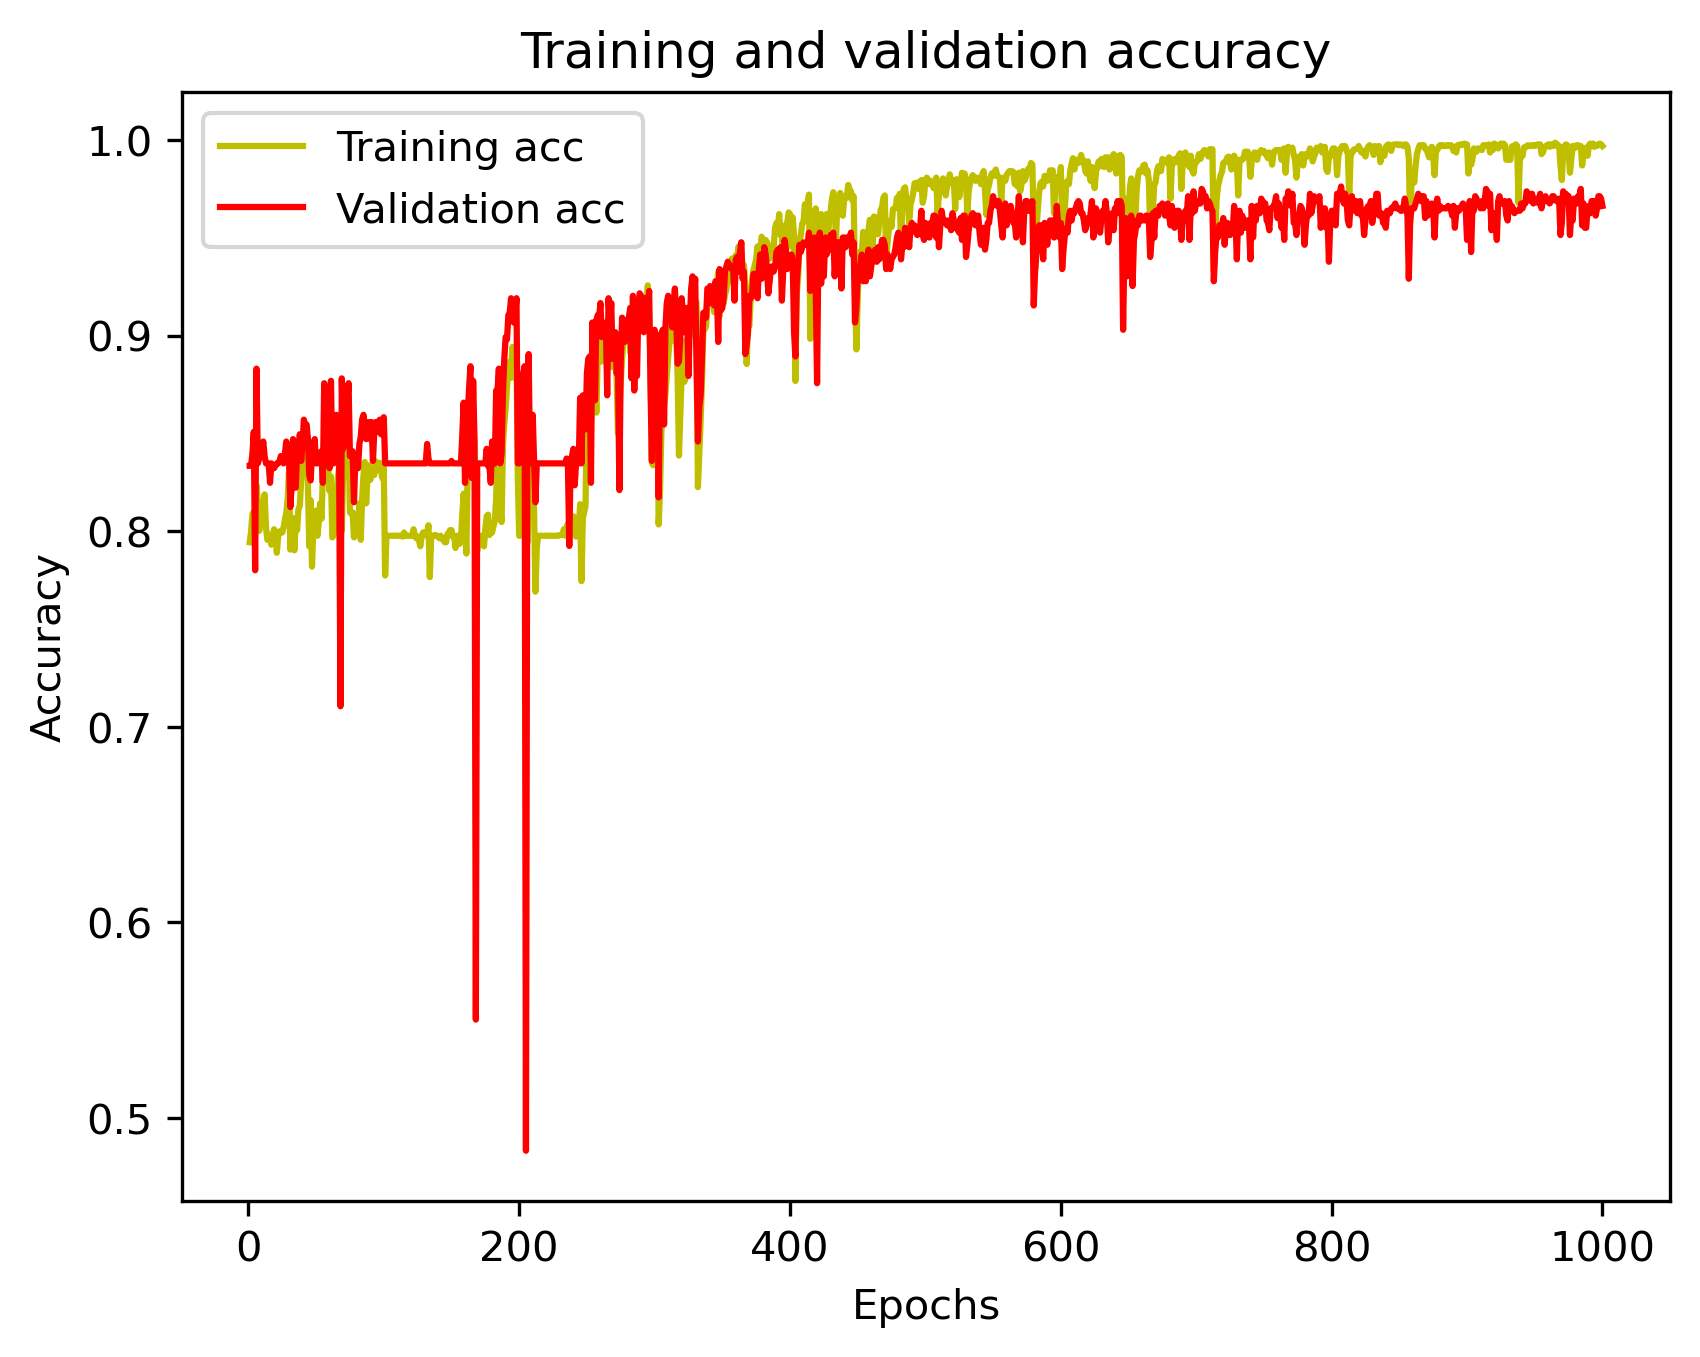 Training and validation accuracy
Training acc
Validation acc
1.0
0.9
0.8
0.7
0.6
0.5
Accuracy
0 200 400 600 800 1000
Epochs